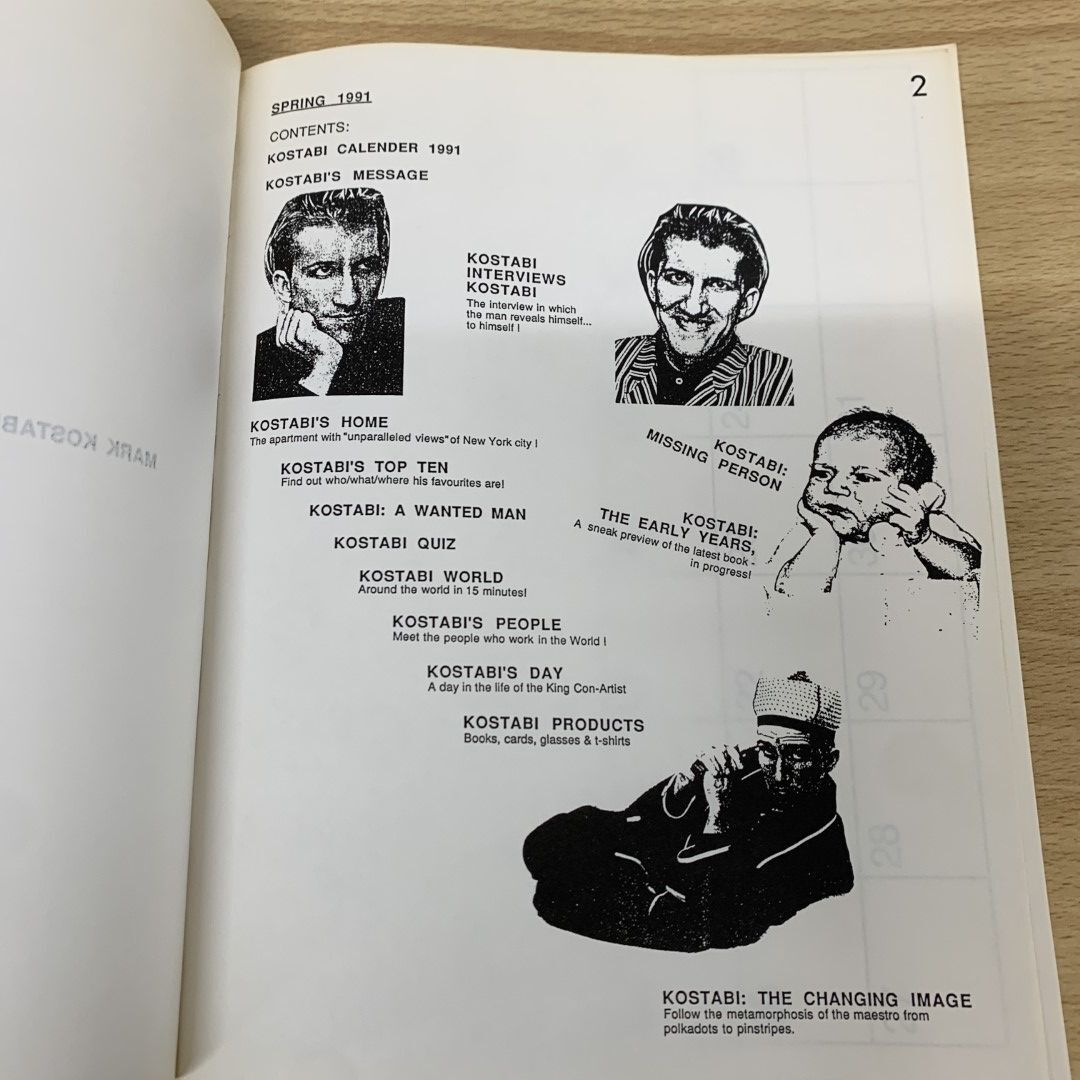 MARK KOSTAB
2
SPRING 1991
CONTENTS:
KOSTABI CALENDER 1991
KOSTABI'S MESSAGE
KOSTABI
INTERVIEWS
KOSTABI
The interview in which
the man reveals himself...
to himself !
KOSTABI'S HOME
The apartment with "unparalleled views" of New York city !
KOSTABI'S TOP TEN
Find out who/what/where his favourites are!
KOSTABI: A WANTED MAN
KOSTABI QUIZ
KOSTABI WORLD
Around the world in 15 minutes!
KOSTABI'S PEOPLE
Meet the people who work in the World !
KOSTABI'S DAY
A day in the life of the King Con-Artist
KOSTABI PRODUCTS
Books, cards, glasses & t-shirts
KOSTABI:
MISSING PERSON
KOSTABI:
THE EARLY YEARS,
A sneak preview of the latest book -
in progress!
29
28
KOSTABI: THE CHANGING IMAGE
Follow the metamorphosis of the maestro from
polkadots to pinstripes.